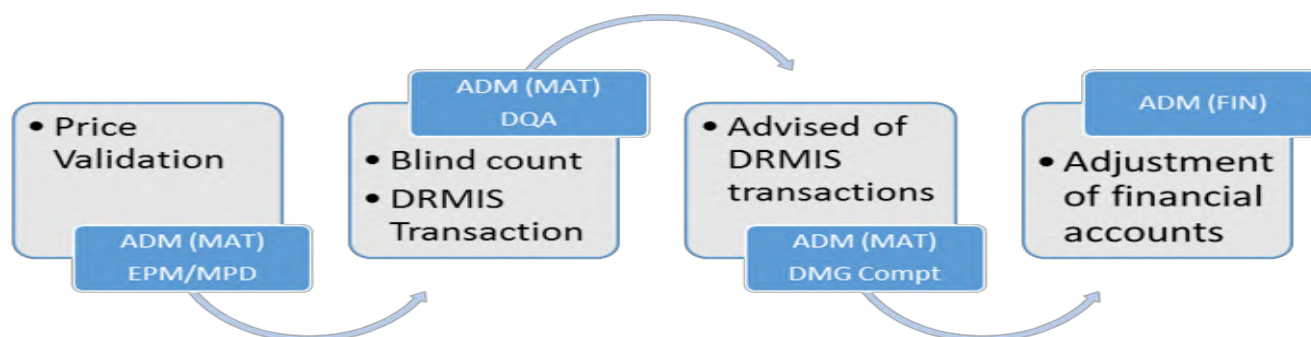 • Price
Validation
ADM (MAT)
EPM/MPD
ADM (MAT)
DQA
• Blind count
• DRMIS
Transaction
• Advised of
DRMIS
transactions
ADM (MAT)
DMG Compt
ADM (FIN)
• Adjustment
of financial
accounts